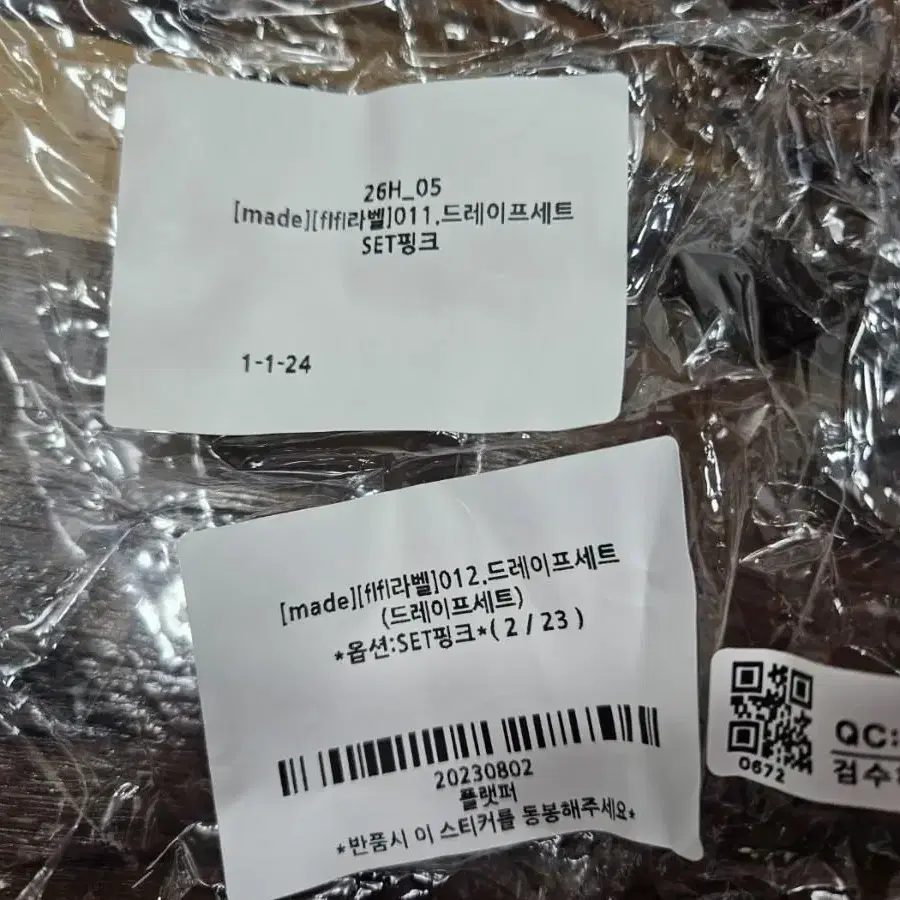 26H_05
[made][flfl라벨]011.드레이프세트
SET핑크
1-1-24
[made][flfl라벨]012.드레이프세트
(드레이프세트)
*옵션:SET핑크*( 2 / 23 )
20230802
플랫퍼
*반품시 이 스티커를 동봉해주세요*
QC:
검수
0672